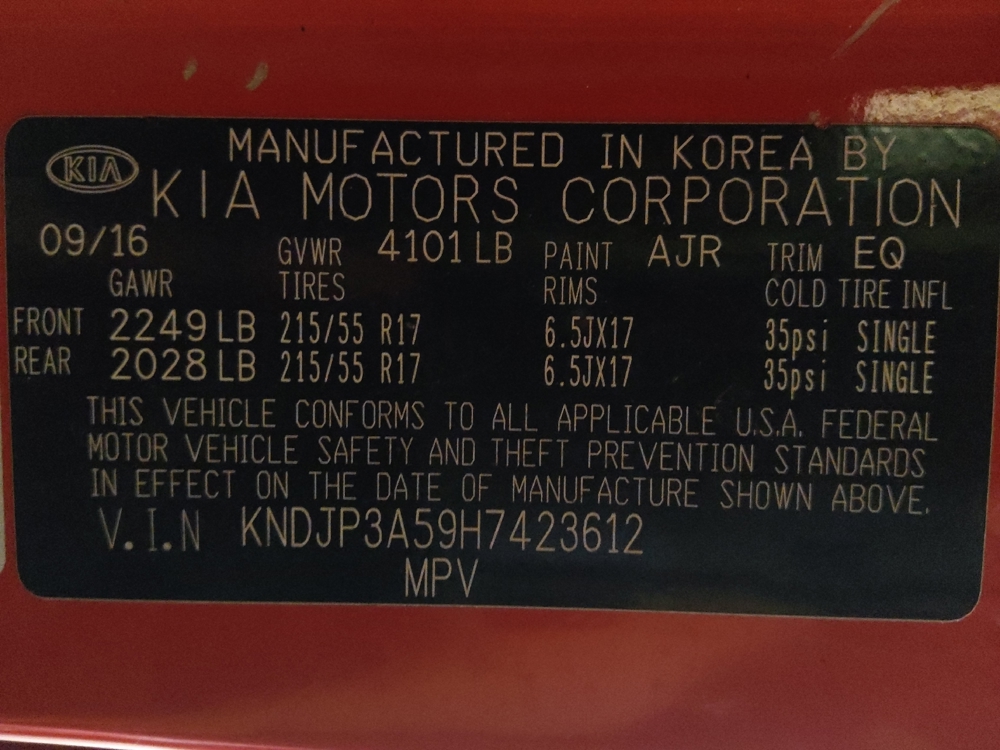 KIA
MANUFACTURED IN KOREA BY
KIA MOTORS CORPORATION
09/16 GVWR 4101 LB PAINT AJR TRIM EQ
GAWR TIRES RIMS COLD TIRE INFL
FRONT 2249 LB 215/55 R17 6.5JX17 35psi SINGLE
REAR 2028 LB 215/55 R17 6.5JX17 35psi SINGLE
THIS VEHICLE CONFORMS TO ALL APPLICABLE U.S.A. FEDERAL
MOTOR VEHICLE SAFETY AND THEFT PREVENTION STANDARDS
IN EFFECT ON THE DATE OF MANUFACTURE SHOWN ABOVE.
V.I.N KNDJP3A59H7423612
MPV